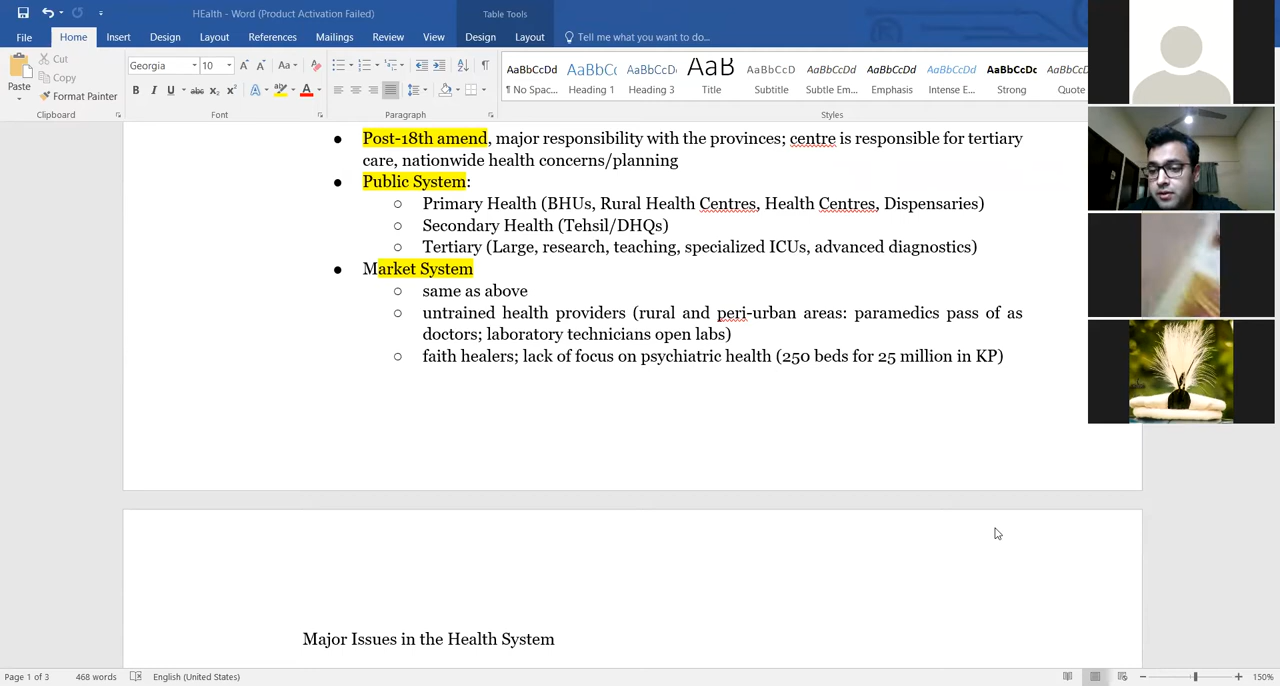 HEalth - Word (Product Activation Failed)
Table Tools
File Home Insert Design Layout References Mailings Review View Design Layout Tell me what you want to do...
Paste
Cut
Copy
Format Painter
Clipboard
Georgia 10
Font
Paragraph
AaBbCcDd AaBbCc AaBbCcD AaB AaBbCcD AaBbCcDd AaBbCcDd AaBbCcDd AaBbCcDc AaBbCcDd
¶ No Spac... Heading 1 Heading 3 Title Subtitle Subtle Em... Emphasis Intense E... Strong Quote
Styles
● Post-18th amend, major responsibility with the provinces; centre is responsible for tertiary
care, nationwide health concerns/planning
● Public System:
○ Primary Health (BHUs, Rural Health Centres, Health Centres, Dispensaries)
○ Secondary Health (Tehsil/DHQs)
○ Tertiary (Large, research, teaching, specialized ICUs, advanced diagnostics)
● Market System
○ same as above
○ untrained health providers (rural and peri-urban areas: paramedics pass of as
doctors; laboratory technicians open labs)
○ faith healers; lack of focus on psychiatric health (250 beds for 25 million in KP)
Major Issues in the Health System
Page 1 of 3 468 words English (United States) 150%